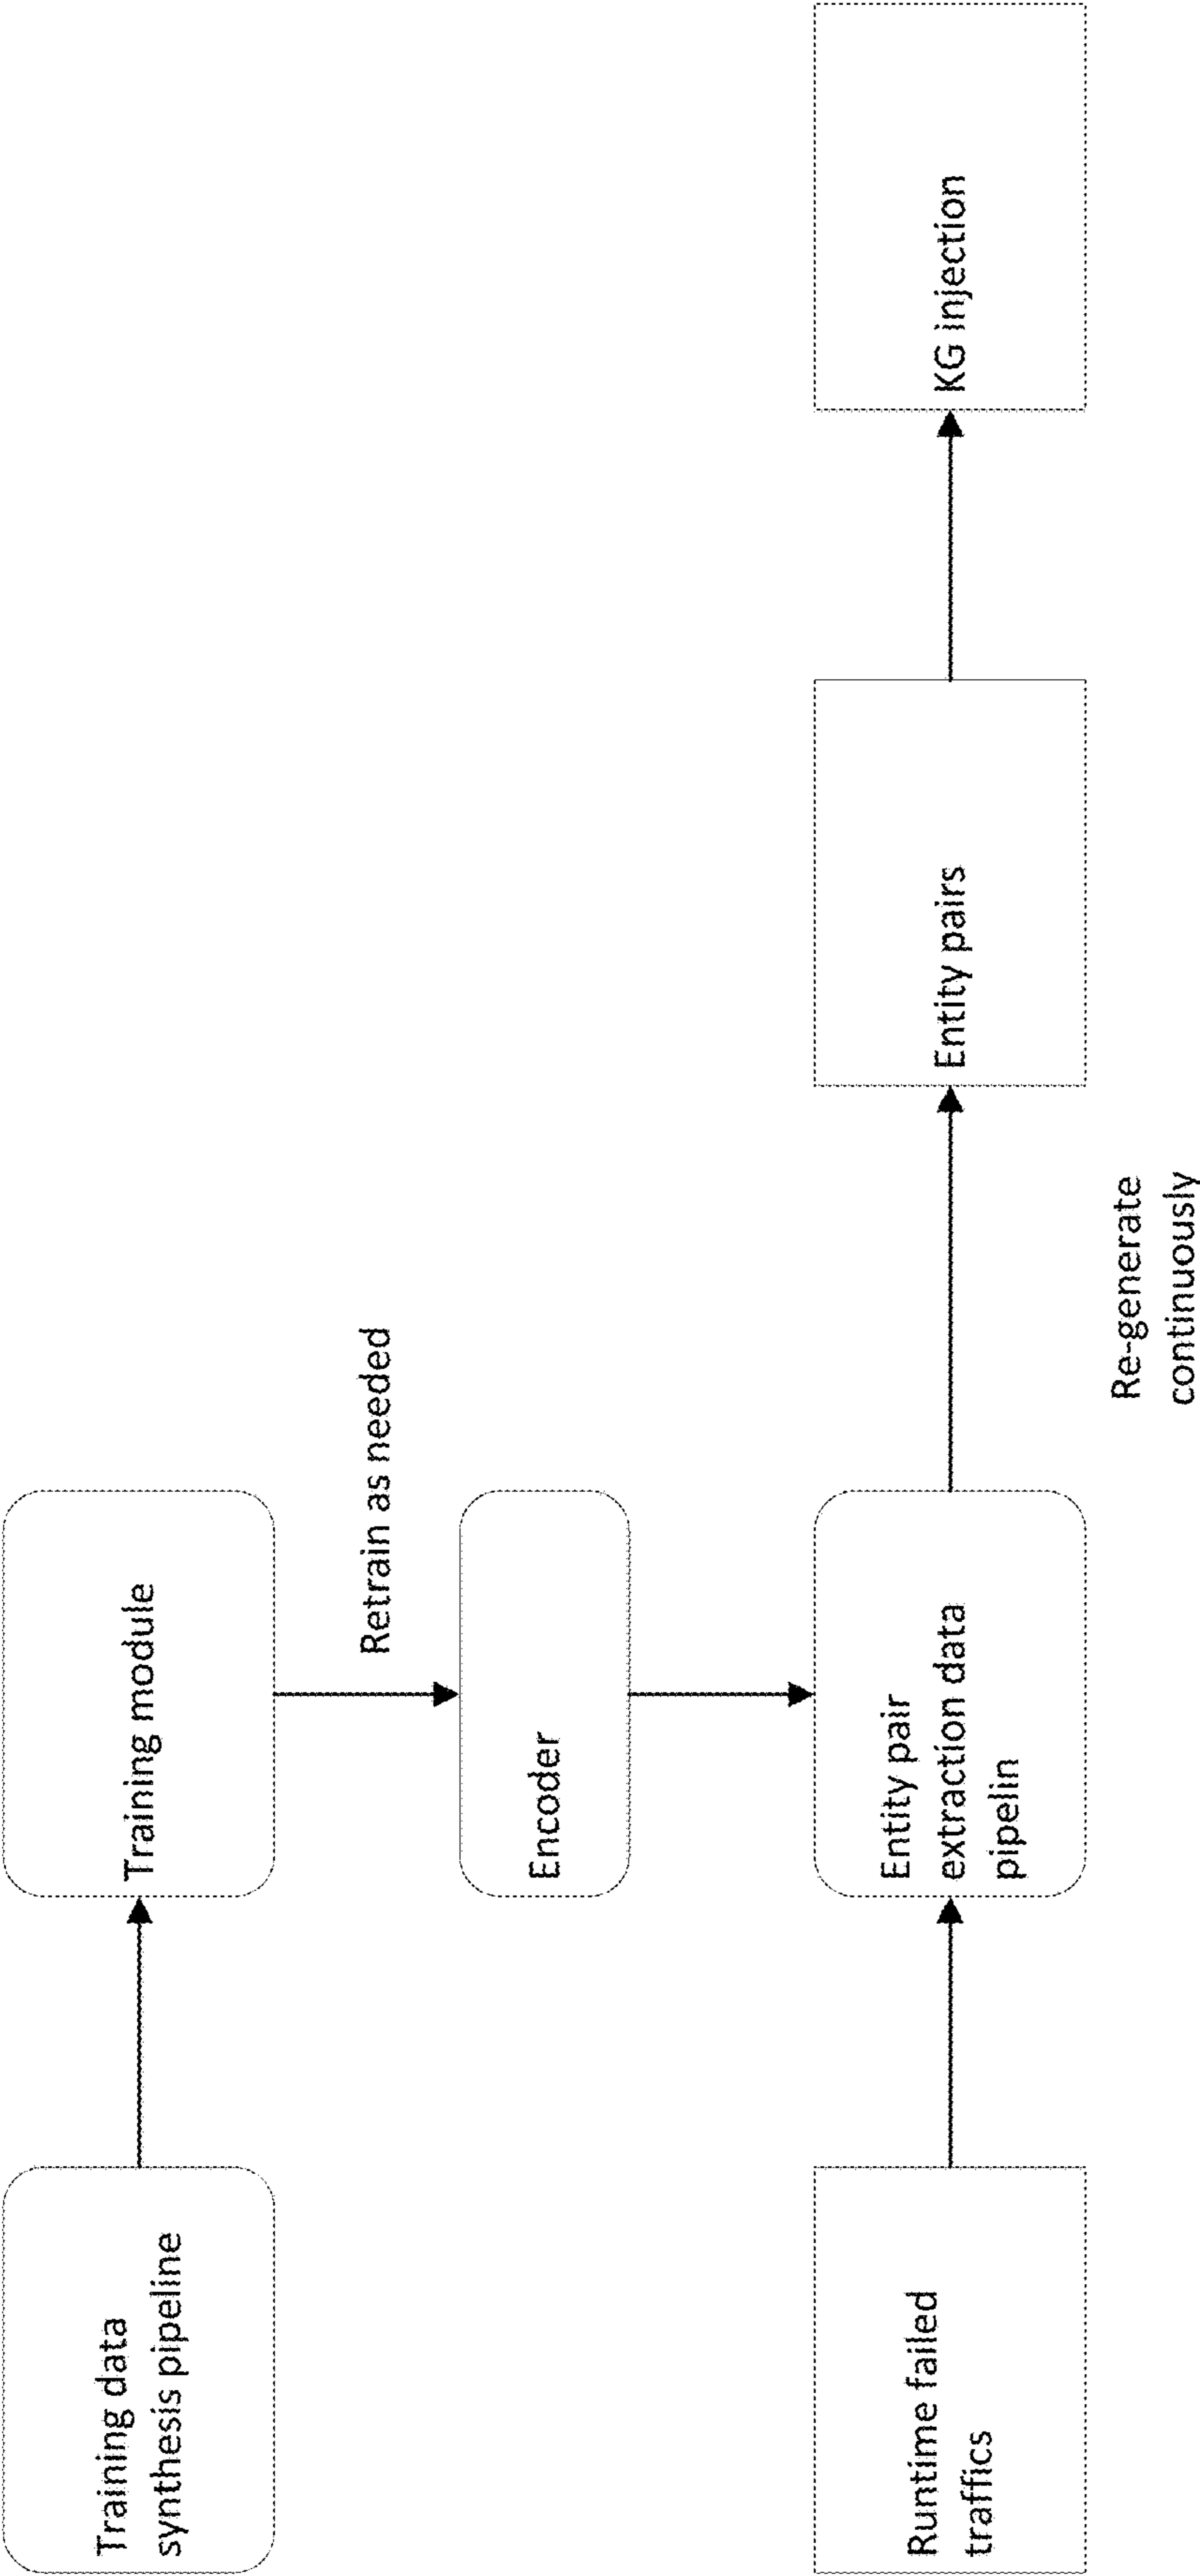 Training data
synthesis pipeline
Training module
Retrain as needed
Encoder
Runtime failed
traffics
Entity pair
extraction data
pipelin
Re-generate
continuously
Entity pairs
KG injection